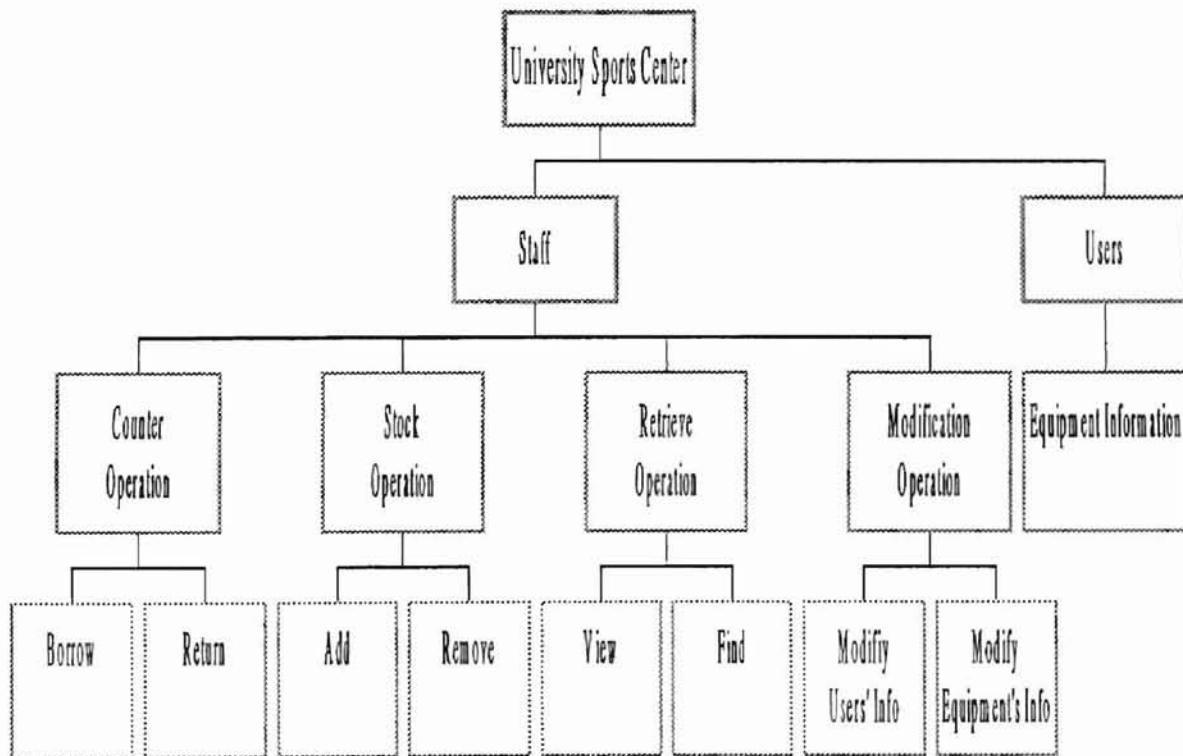 University Sports Center
Staff
Users
Counter
Operation
Stock
Operation
Retrieve
Operation
Modification
Operation
Equipment Information
Borrow
Return
Add
Remove
View
Find
Modifiy
Users' Info
Modify
Equipment's Info